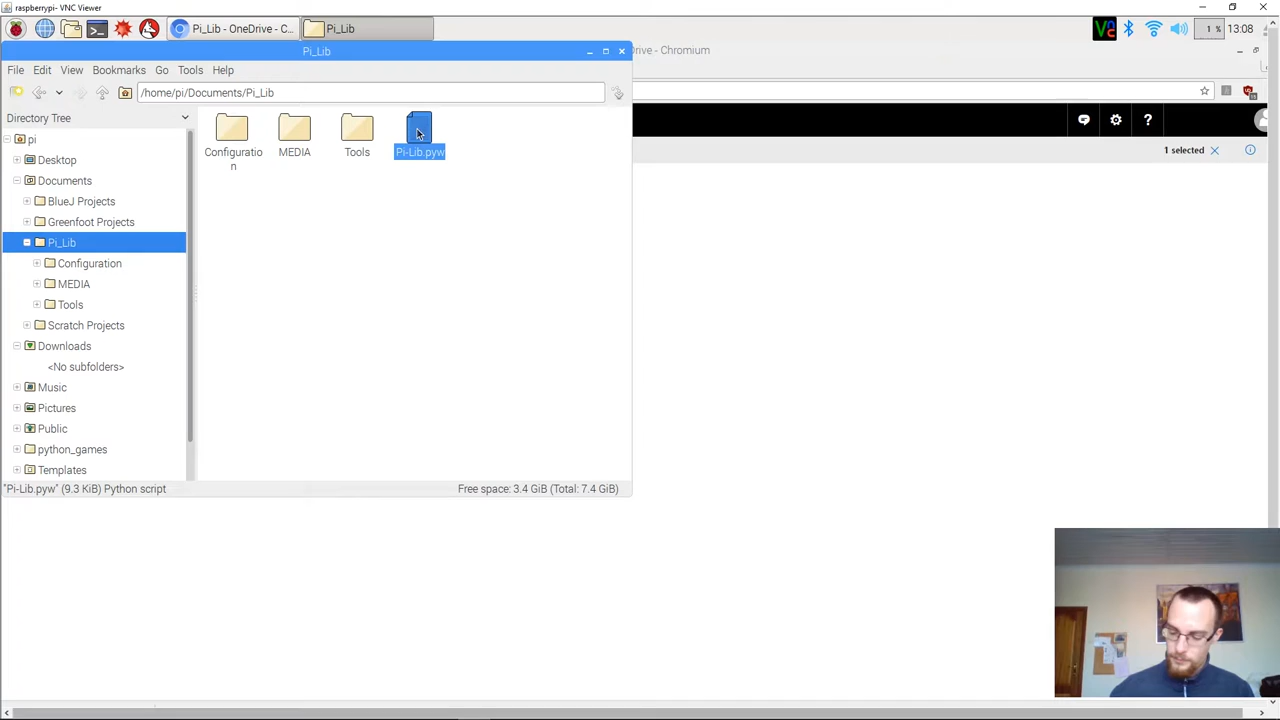 raspberrypi - VNC Viewer
Pi_Lib - OneDrive - C...
Pi_Lib
1 %
13:08
Pi_Lib
Drive - Chromium
File Edit View Bookmarks Go Tools Help
/home/pi/Documents/Pi_Lib
Directory Tree
pi
Desktop
Documents
BlueJ Projects
Greenfoot Projects
Pi_Lib
Configuration
MEDIA
Tools
Scratch Projects
Downloads
<No subfolders>
Music
Pictures
Public
python_games
Templates
Configuratio
n
MEDIA
Tools
Pi-Lib.pyw
1 selected
"Pi-Lib.pyw" (9.3 KiB) Python script
Free space: 3.4 GiB (Total: 7.4 GiB)